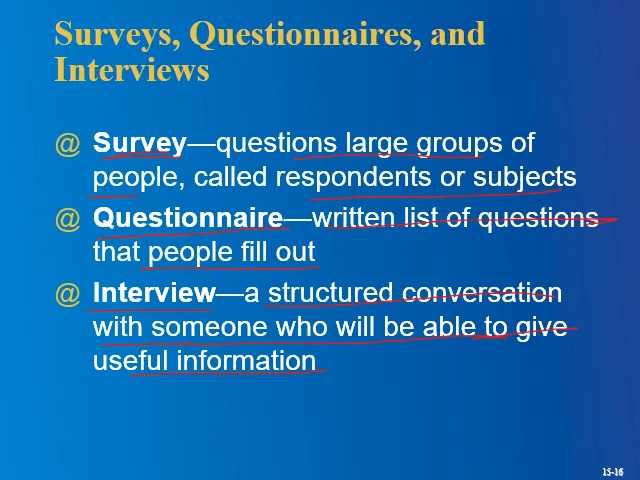 Surveys, Questionnaires, and
Interviews
@ Survey—questions large groups of
people, called respondents or subjects
@ Questionnaire—written list of questions
that people fill out
@ Interview—a structured conversation
with someone who will be able to give
useful information
15-16